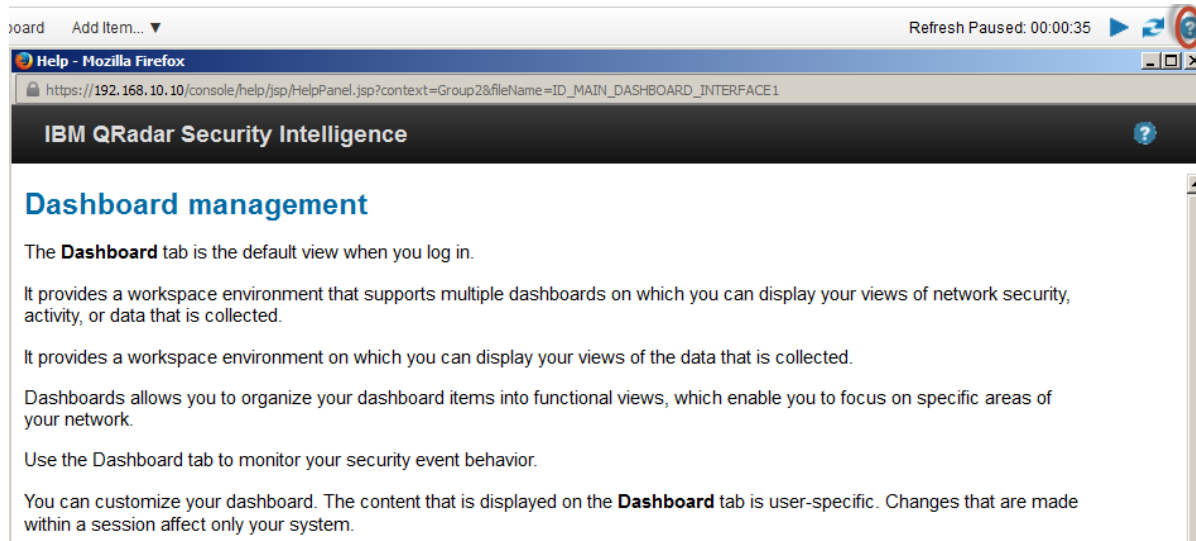 Add Item... ▼ Refresh Paused: 00:00:35
Help - Mozilla Firefox
https://192.168.10.10/console/help/jsp/HelpPanel.jsp?context=Group2&fileName=ID_MAIN_DASHBOARD_INTERFACE1
IBM QRadar Security Intelligence
Dashboard management
The Dashboard tab is the default view when you log in.
It provides a workspace environment that supports multiple dashboards on which you can display your views of network security,
activity, or data that is collected.
It provides a workspace environment on which you can display your views of the data that is collected.
Dashboards allows you to organize your dashboard items into functional views, which enable you to focus on specific areas of
your network.
Use the Dashboard tab to monitor your security event behavior.
You can customize your dashboard. The content that is displayed on the Dashboard tab is user-specific. Changes that are made
within a session affect only your system.